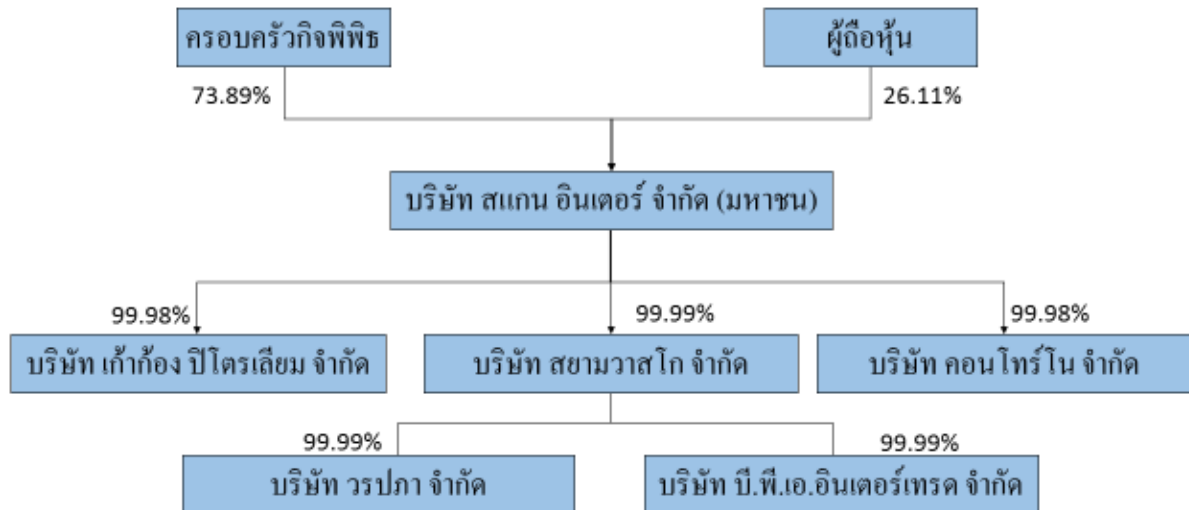 ครอบครัวกิจพิพิธ ผู้ถือหุ้น
73.89% 26.11%
บริษัท สแกน อินเตอร์ จำกัด (มหาชน)
99.98% 99.99% 99.98%
บริษัท เก้าก้อง ปิโตรเลียม จำกัด บริษัท สยามวาสโก จำกัด บริษัท คอนโทร์โน จำกัด
99.99% 99.99%
บริษัท วรปภา จำกัด บริษัท บี.พี.เอ.อินเตอร์เทรด จำกัด